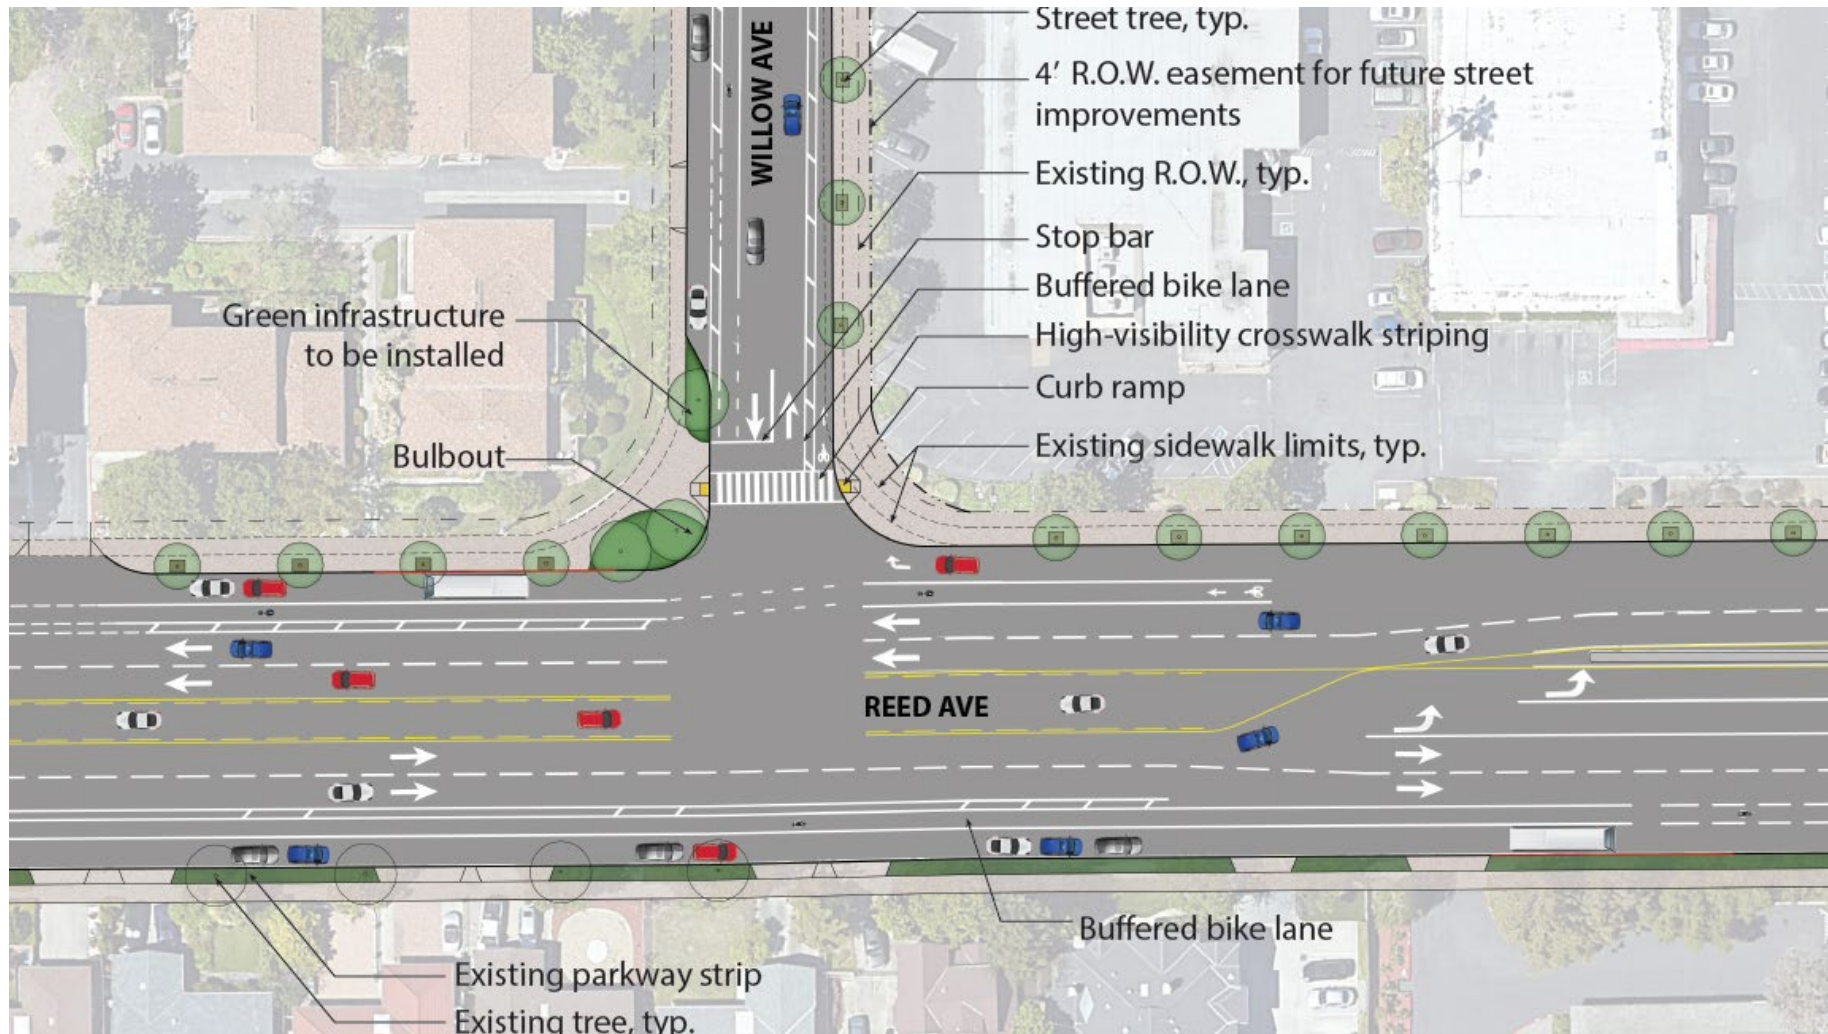 WILLOW AVE
Street tree, typ.
4’ R.O.W. easement for future street
improvements
Existing R.O.W., typ.
Stop bar
Buffered bike lane
High-visibility crosswalk striping
Curb ramp
Existing sidewalk limits, typ.
Green infrastructure
to be installed
Bulbout
REED AVE
Buffered bike lane
Existing parkway strip
Existing tree, typ.